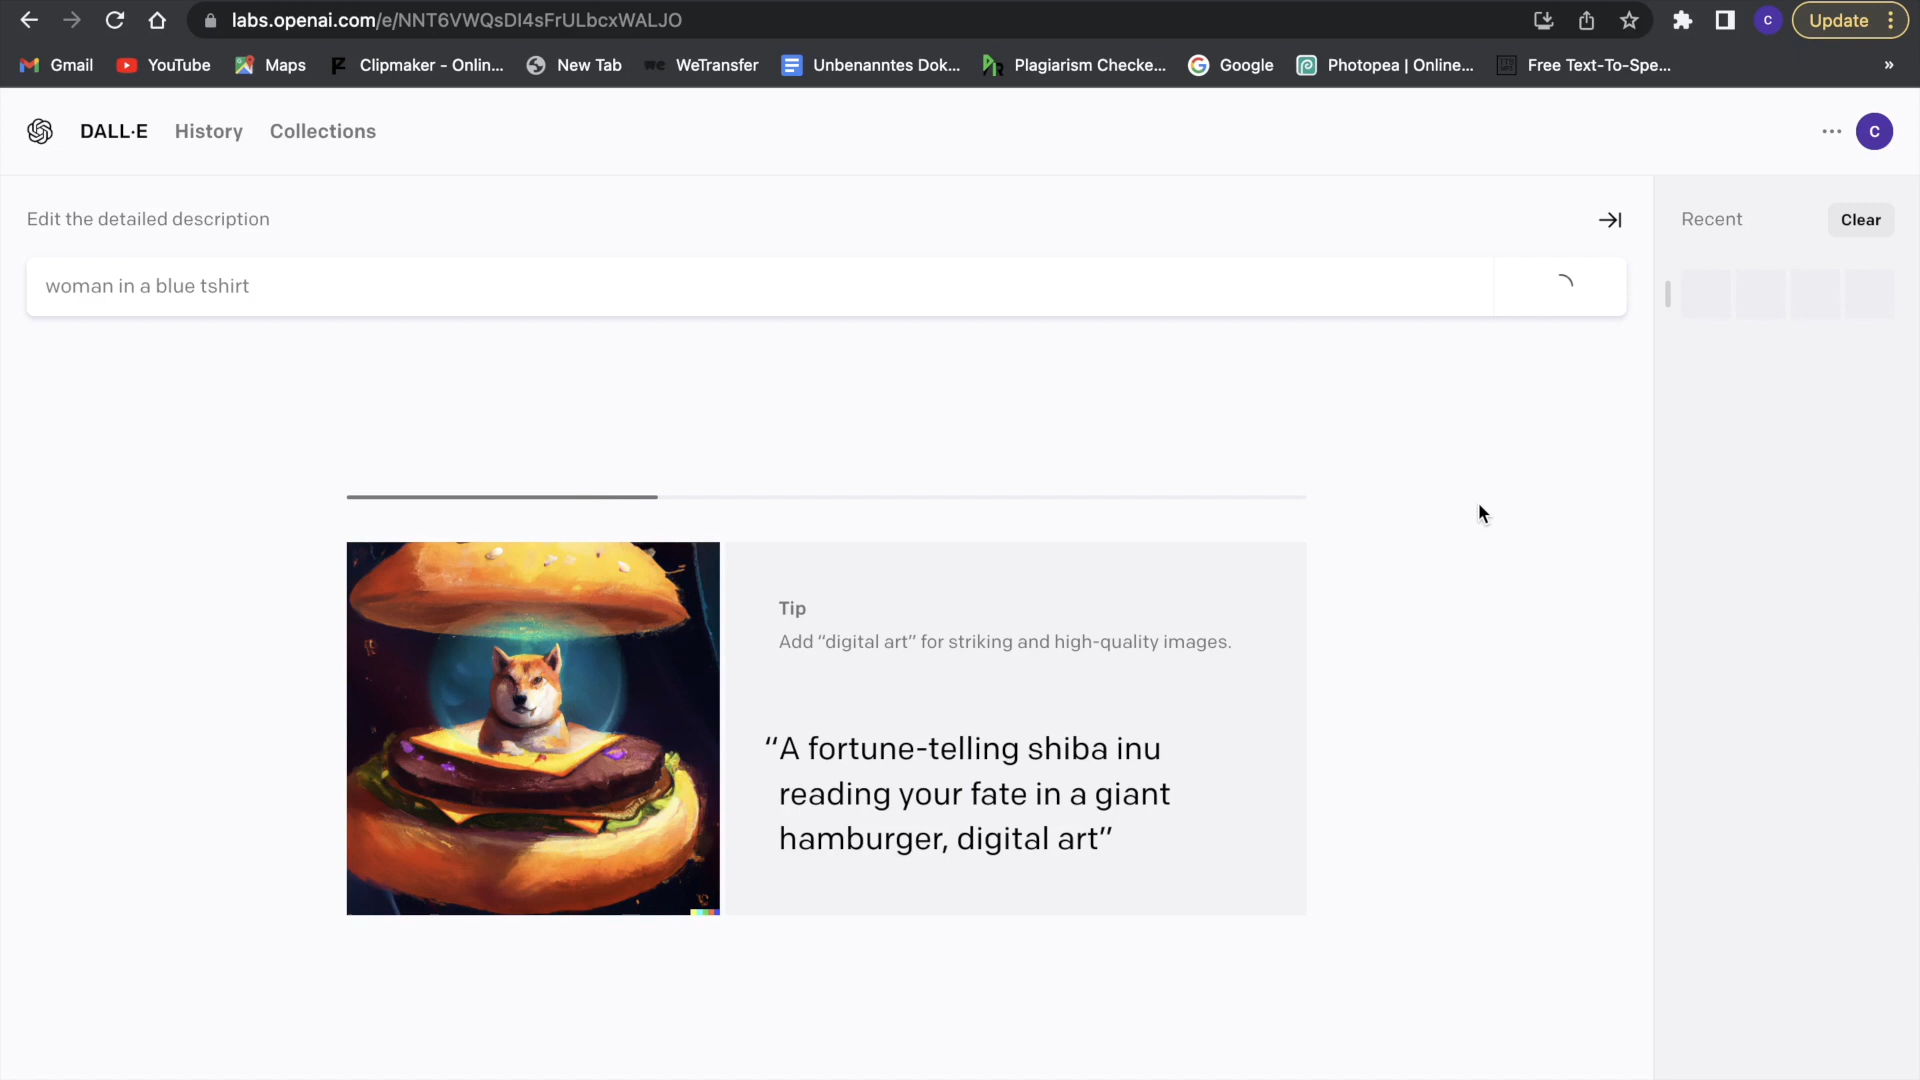 labs.openai.com/e/NNT6VWQsDI4sFrULbcxWALJO
C
Update
Gmail
YouTube
Maps
Clipmaker - Onlin...
New Tab
WeTransfer
Unbenanntes Dok...
Plagiarism Checke...
Google
Photopea | Online...
Free Text-To-Spe...
»
DALL·E
History
Collections
C
Edit the detailed description
Recent
Clear
woman in a blue tshirt
Tip
Add “digital art” for striking and high-quality images.
“A fortune-telling shiba inu
reading your fate in a giant
hamburger, digital art”